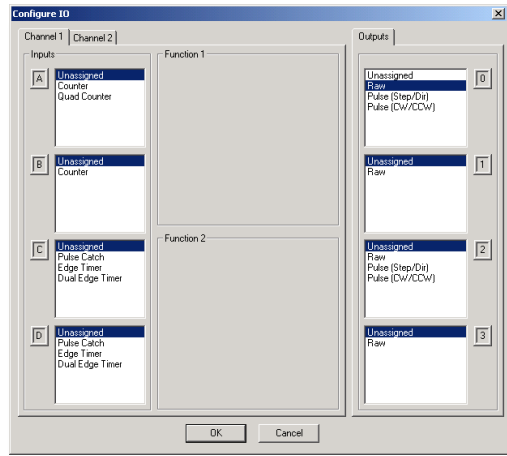 Configure IO
Channel 1
Channel 2
Inputs
A
Unassigned
Counter
Quad Counter
B
Unassigned
Counter
C
Unassigned
Pulse Catch
Edge Timer
Dual Edge Timer
D
Unassigned
Pulse Catch
Edge Timer
Dual Edge Timer
Function 1
Function 2
Outputs
Unassigned
Raw
Pulse (Step/Dir)
Pulse (CW/CCW)
0
Unassigned
Raw
1
Unassigned
Raw
Pulse (Step/Dir)
Pulse (CW/CCW)
2
Unassigned
Raw
3
OK
Cancel